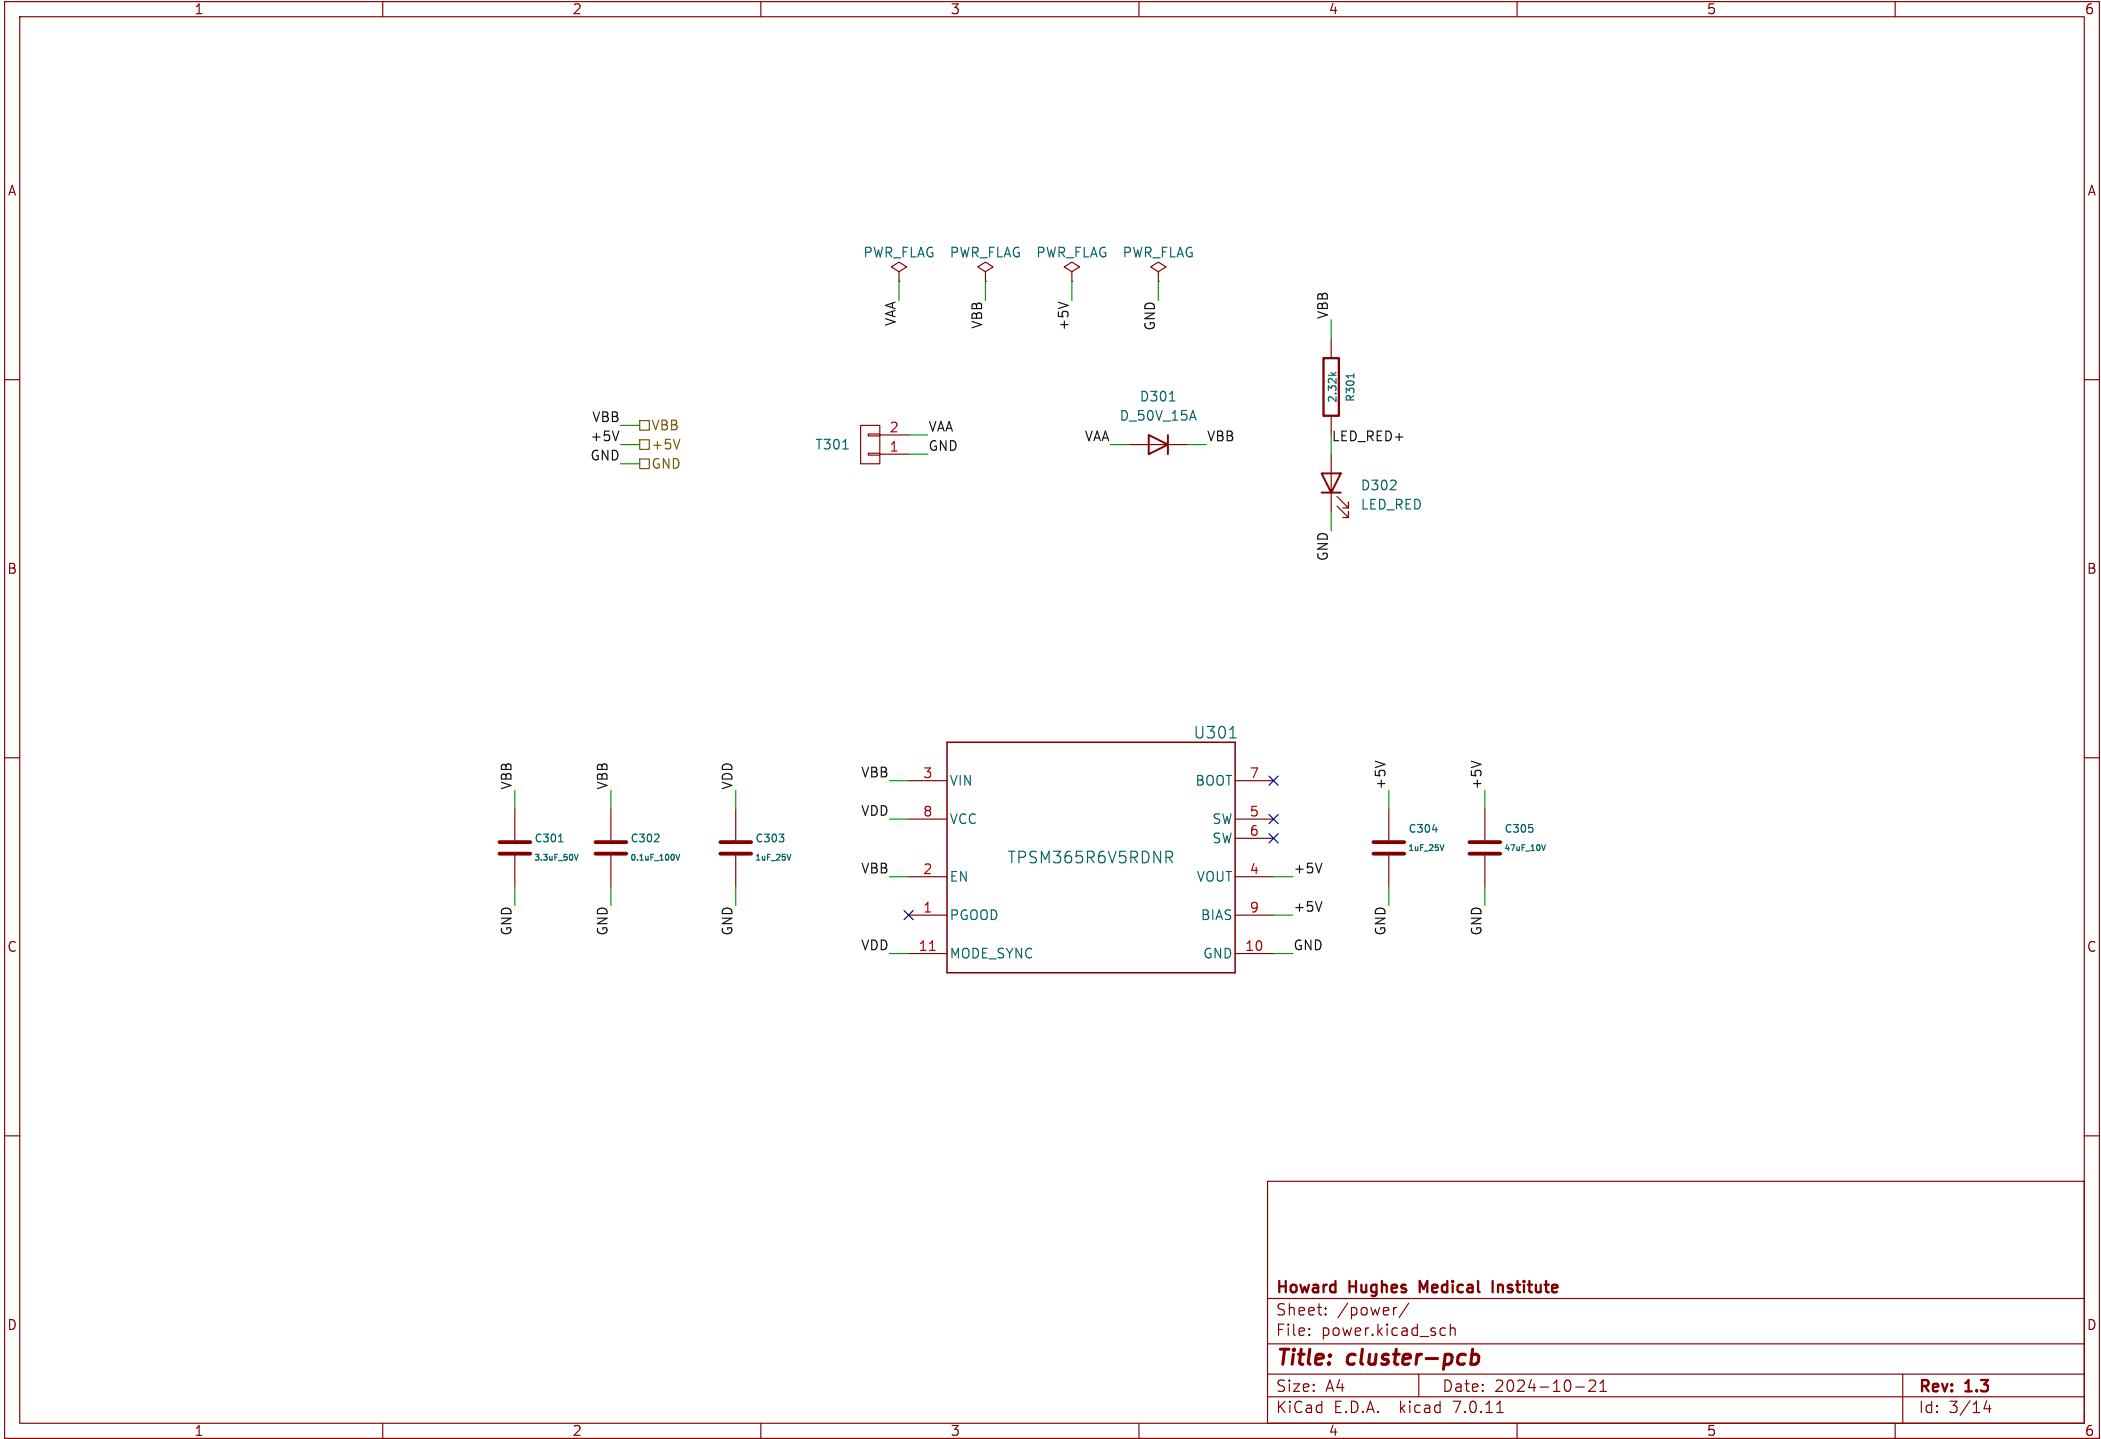 1 2 3 4 5 6
A A
PWR_FLAG PWR_FLAG PWR_FLAG PWR_FLAG
VAA VBB +5V GND
VBB
2.32k R301
LED_RED+
D302
LED_RED
GND
D301
D_50V_15A
VAA VBB
VBB VBB
+5V +5V
GND GND
T301
2 VAA
1 GND
B B
U301
TPSM365R6V5RDNR
VBB 3 VIN
VDD 8 VCC
VBB 2 EN
1 PGOOD
VDD 11 MODE_SYNC
BOOT 7
SW 5
SW 6
VOUT 4 +5V
BIAS 9 +5V
GND 10 GND
VBB
C301
3.3uF_50V
GND
VBB
C302
0.1uF_100V
GND
VDD
C303
1uF_25V
GND
+5V
C304
1uF_25V
GND
+5V
C305
47uF_10V
GND
C C
D D
Howard Hughes Medical Institute
Sheet: /power/
File: power.kicad_sch
Title: cluster-pcb
Size: A4 Date: 2024-10-21 Rev: 1.3
KiCad E.D.A. kicad 7.0.11 Id: 3/14
1 2 3 4 5 6